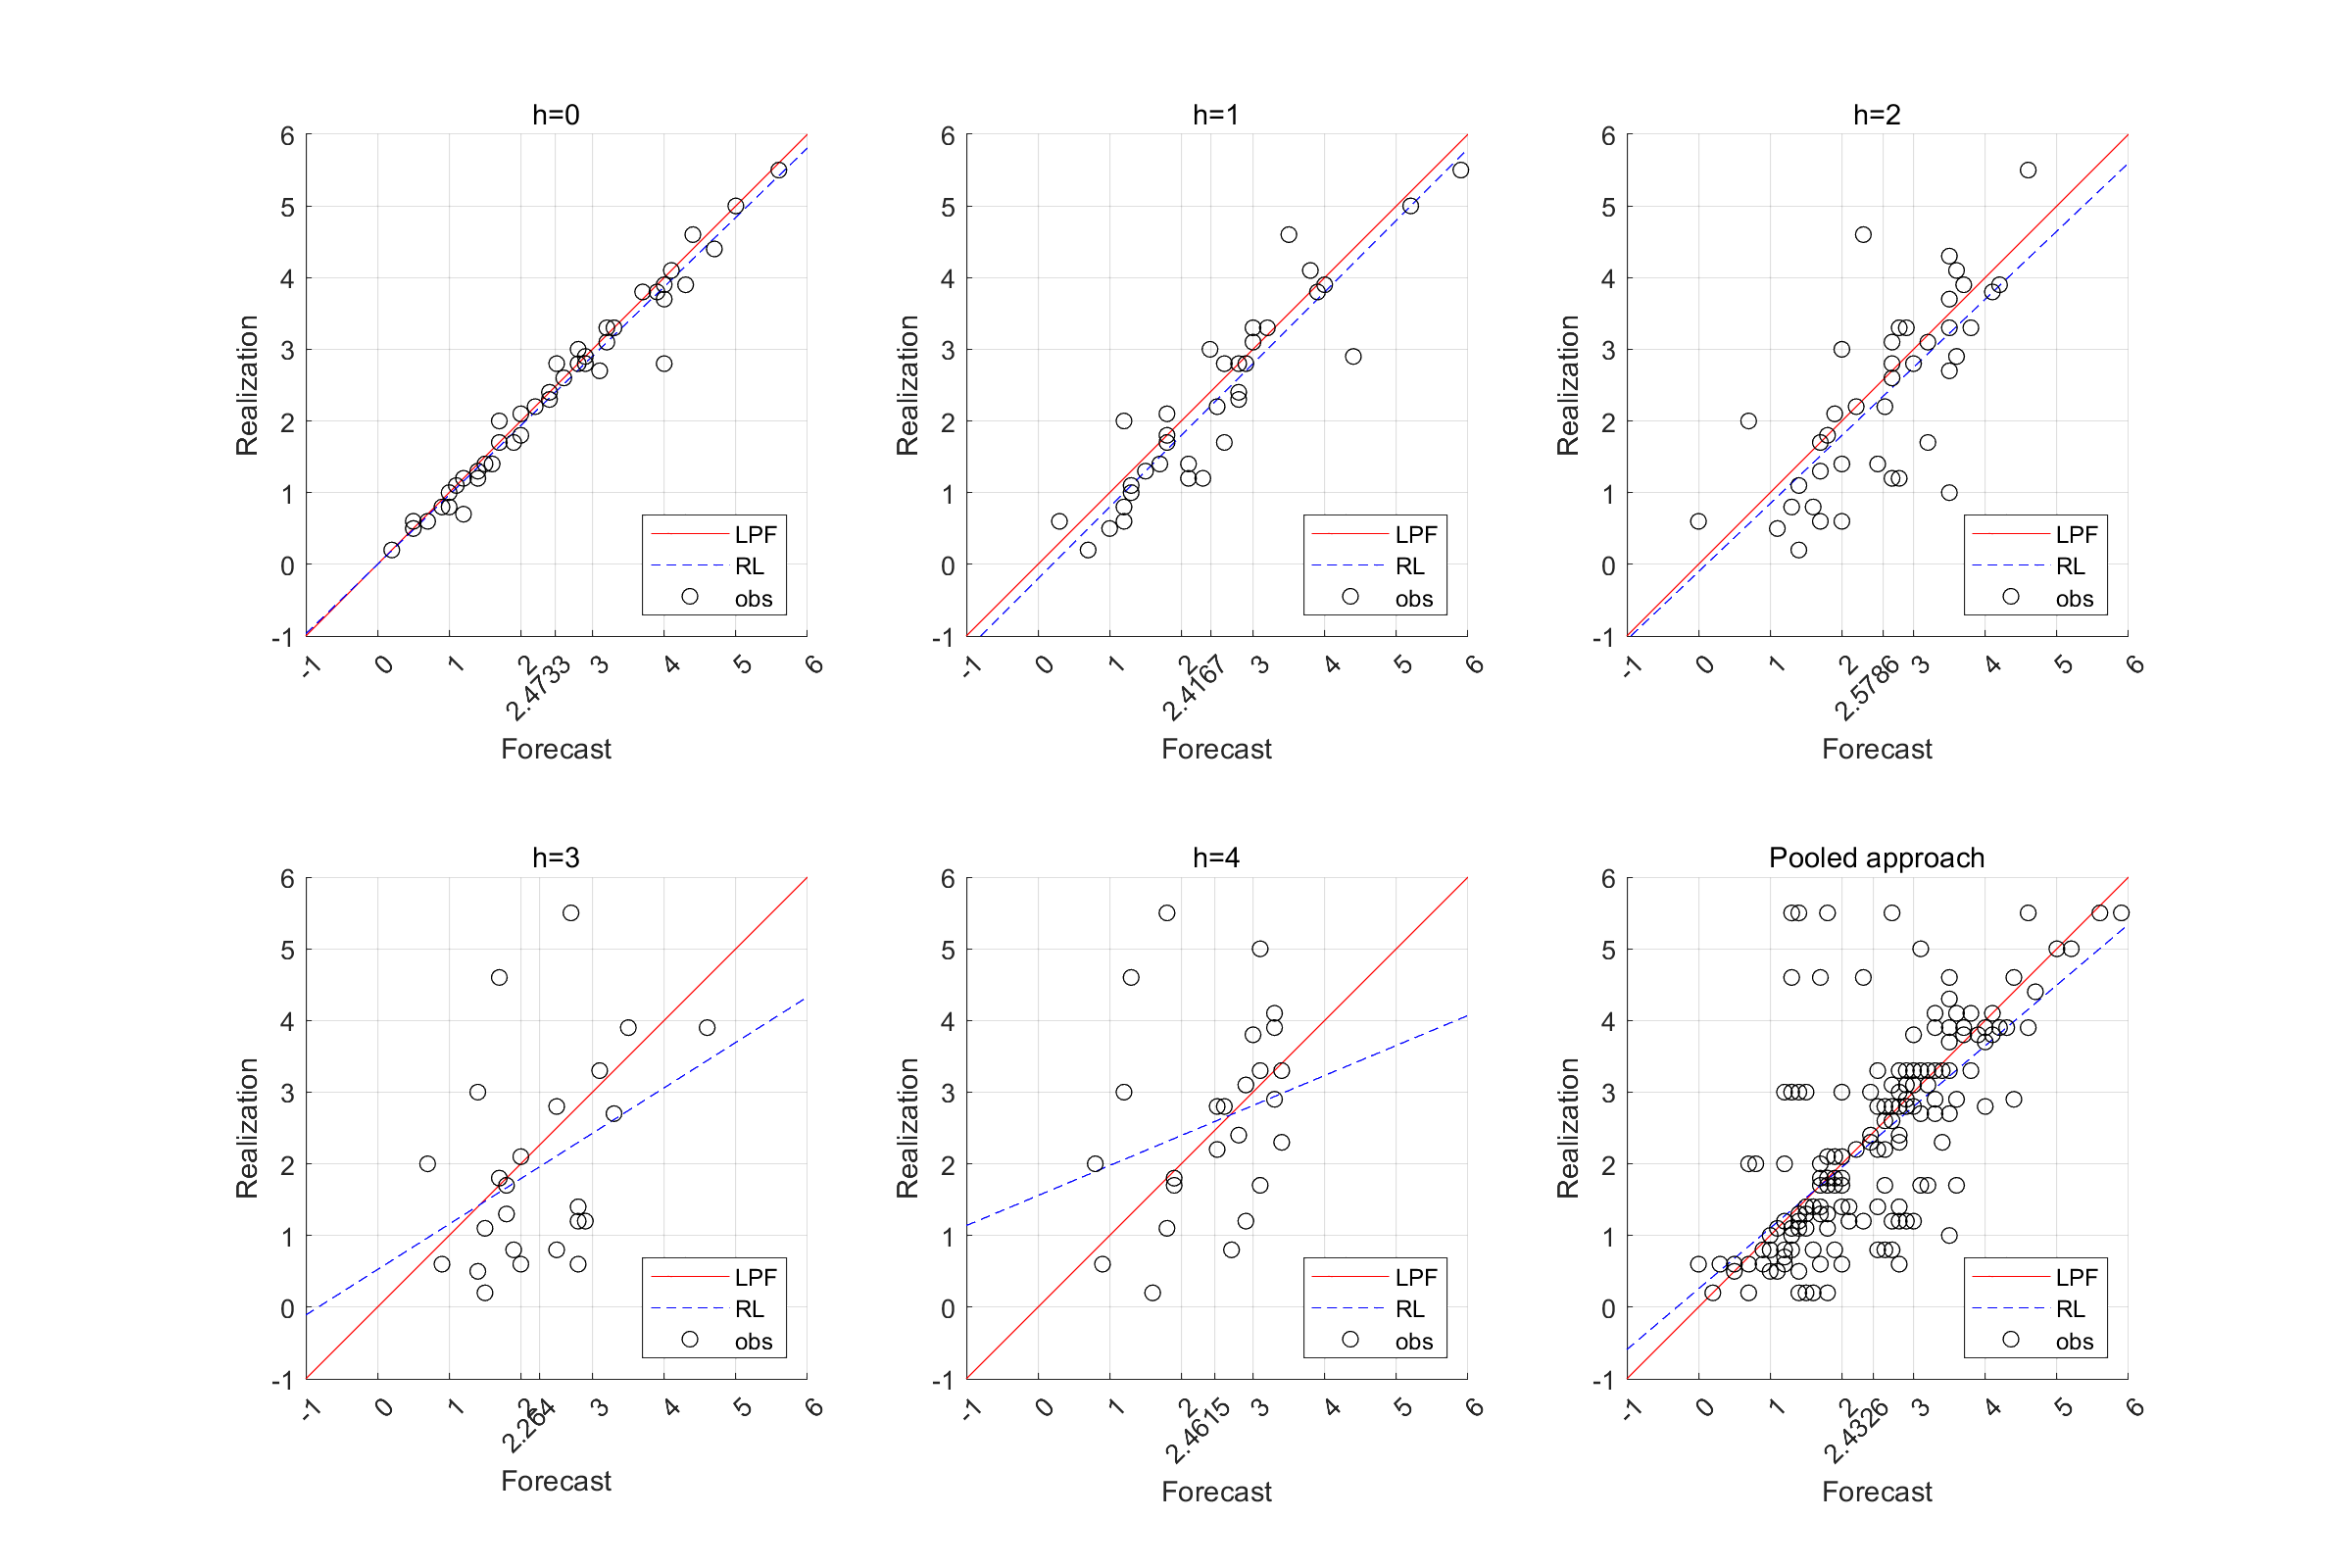 h=0
6
5
4
3
2
1
0
-1
Realization
LPF
RL
obs
-1 0 1 2 2.4733 3 4 5 6
Forecast
h=1
6
5
4
3
2
1
0
-1
Realization
LPF
RL
obs
-1 0 1 2 2.4167 3 4 5 6
Forecast
h=2
6
5
4
3
2
1
0
-1
Realization
LPF
RL
obs
-1 0 1 2 2.5786 3 4 5 6
Forecast
h=3
6
5
4
3
2
1
0
-1
Realization
LPF
RL
obs
-1 0 1 2 2.264 3 4 5 6
Forecast
h=4
6
5
4
3
2
1
0
-1
Realization
LPF
RL
obs
-1 0 1 2 2.4615 3 4 5 6
Forecast
Pooled approach
6
5
4
3
2
1
0
-1
Realization
LPF
RL
obs
-1 0 1 2 2.4326 3 4 5 6
Forecast